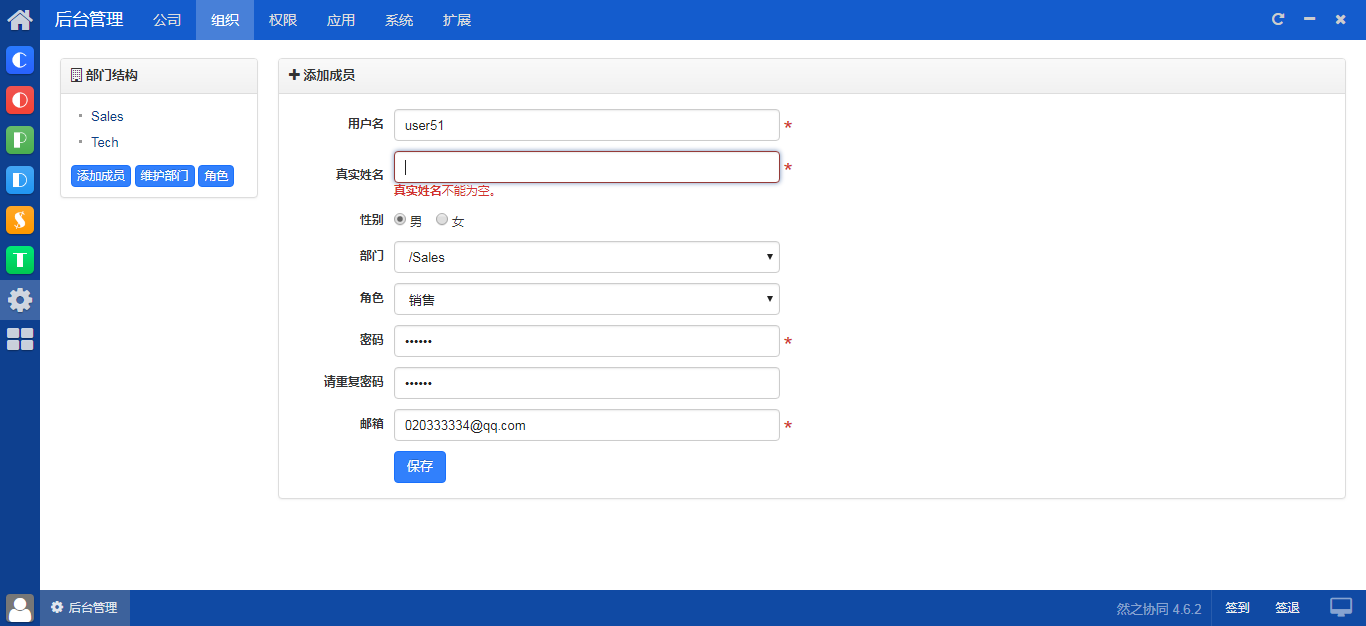 后台管理 公司 组织 权限 应用 系统 扩展
部门结构
Sales
Tech
添加成员 维护部门 角色
添加成员
用户名 user51 *
真实姓名 *
真实姓名不能为空。
性别 男 女
部门 /Sales
角色 销售
密码 •••••• *
请重复密码 ••••••
邮箱 020333334@qq.com *
保存
后台管理 然之协同 4.6.2 签到 签退